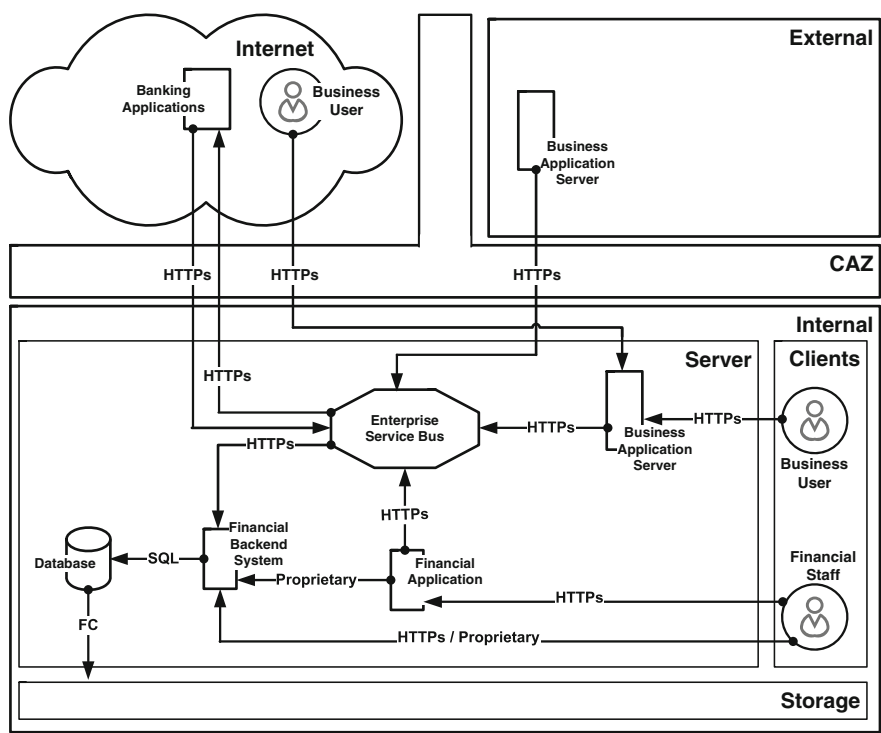 Internet
External
Banking
Applications
Business
User
Business
Application
Server
CAZ
HTTPs
HTTPs
HTTPs
Internal
Server
Clients
HTTPs
Enterprise
Service Bus
HTTPs
HTTPs
HTTPs
Business
Application
Server
Business
User
HTTPs
Financial
Backend
System
Database
SQL
Proprietary
Financial
Application
Financial
Staff
HTTPs
FC
HTTPs / Proprietary
Storage